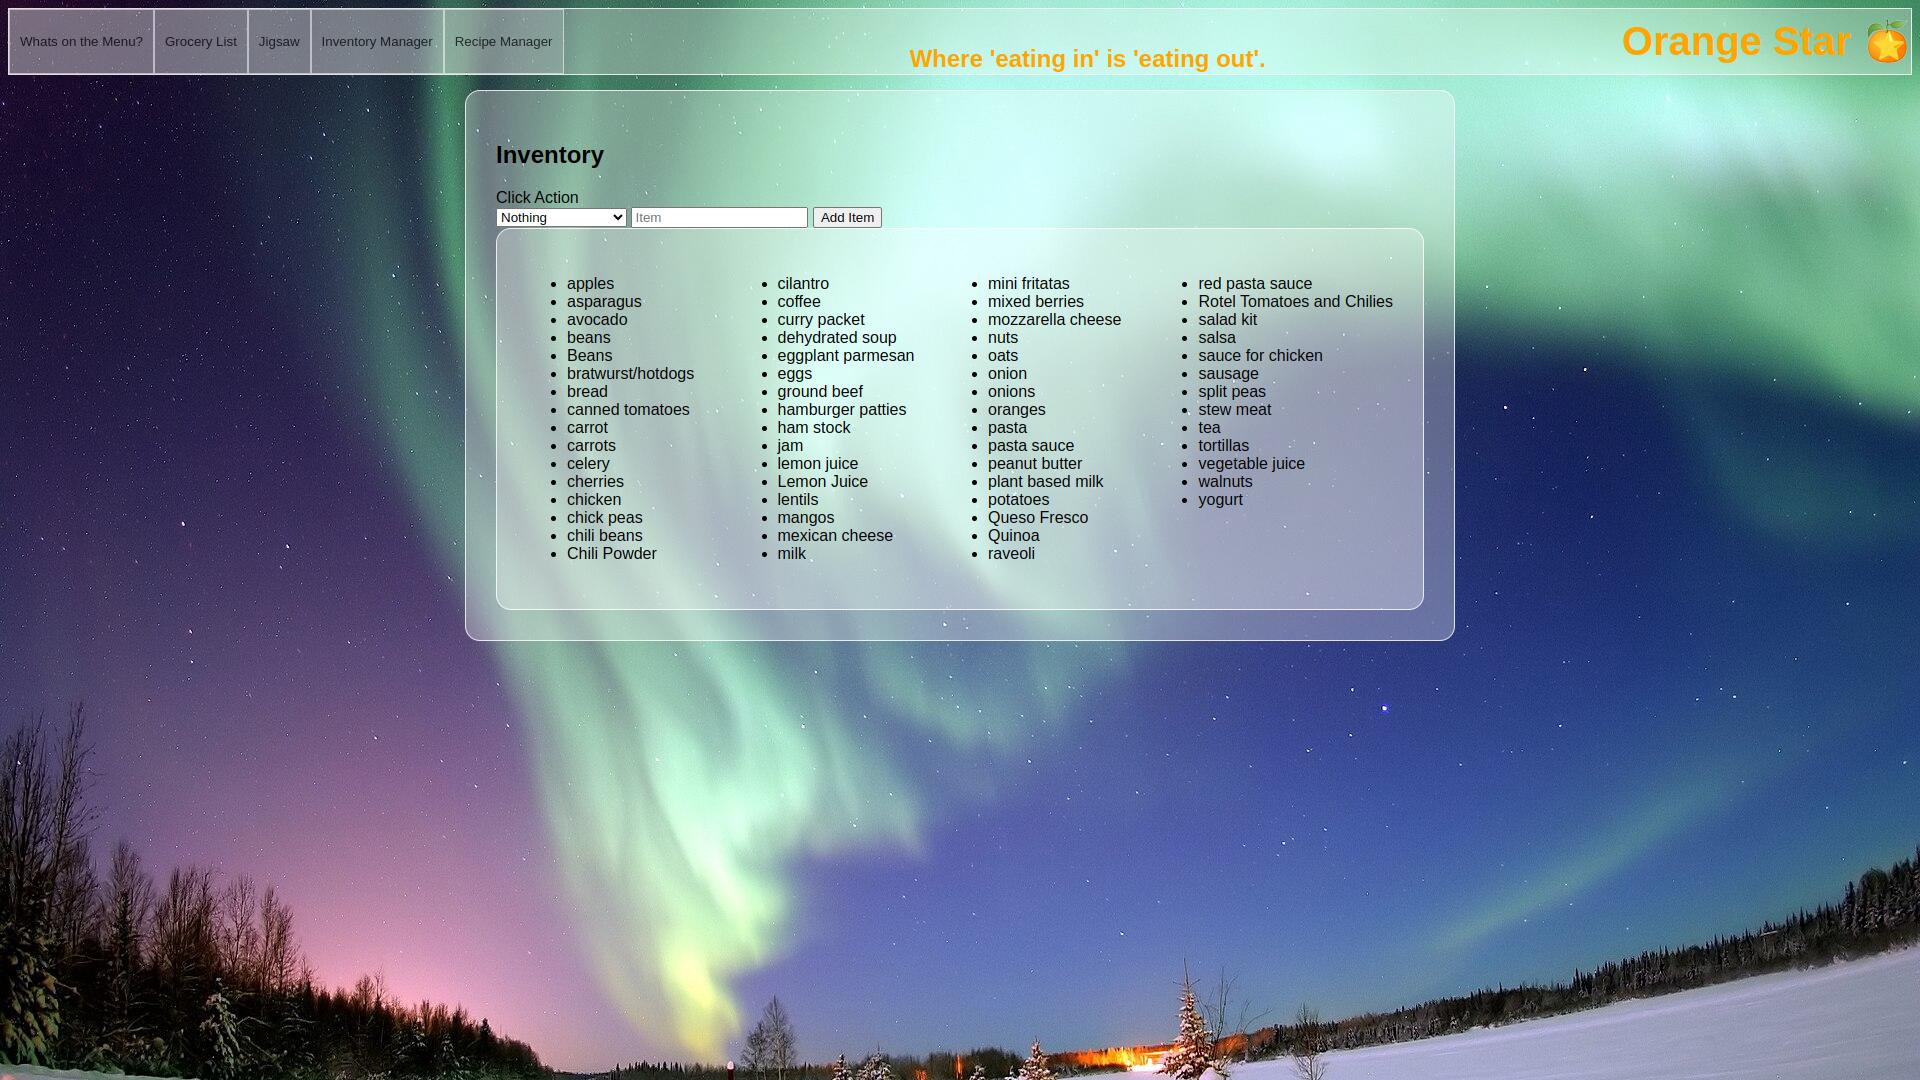 Whats on the Menu?
Grocery List
Jigsaw
Inventory Manager
Recipe Manager
Where 'eating in' is 'eating out'.
Orange Star
Inventory
Click Action
Nothing
Item
Add Item
apples
asparagus
avocado
beans
Beans
bratwurst/hotdogs
bread
canned tomatoes
carrot
carrots
celery
cherries
chicken
chick peas
chili beans
Chili Powder
cilantro
coffee
curry packet
dehydrated soup
eggplant parmesan
eggs
ground beef
hamburger patties
ham stock
jam
lemon juice
Lemon Juice
lentils
mangos
mexican cheese
milk
mini fritatas
mixed berries
mozzarella cheese
nuts
oats
onion
onions
oranges
pasta
pasta sauce
peanut butter
plant based milk
potatoes
Queso Fresco
Quinoa
raveoli
red pasta sauce
Rotel Tomatoes and Chilies
salad kit
salsa
sauce for chicken
sausage
split peas
stew meat
tea
tortillas
vegetable juice
walnuts
yogurt